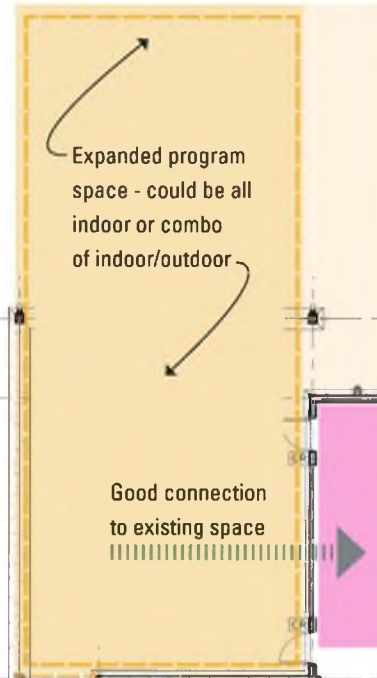 Expanded program
space - could be all
indoor or combo
of indoor/outdoor
Good connection
to existing space